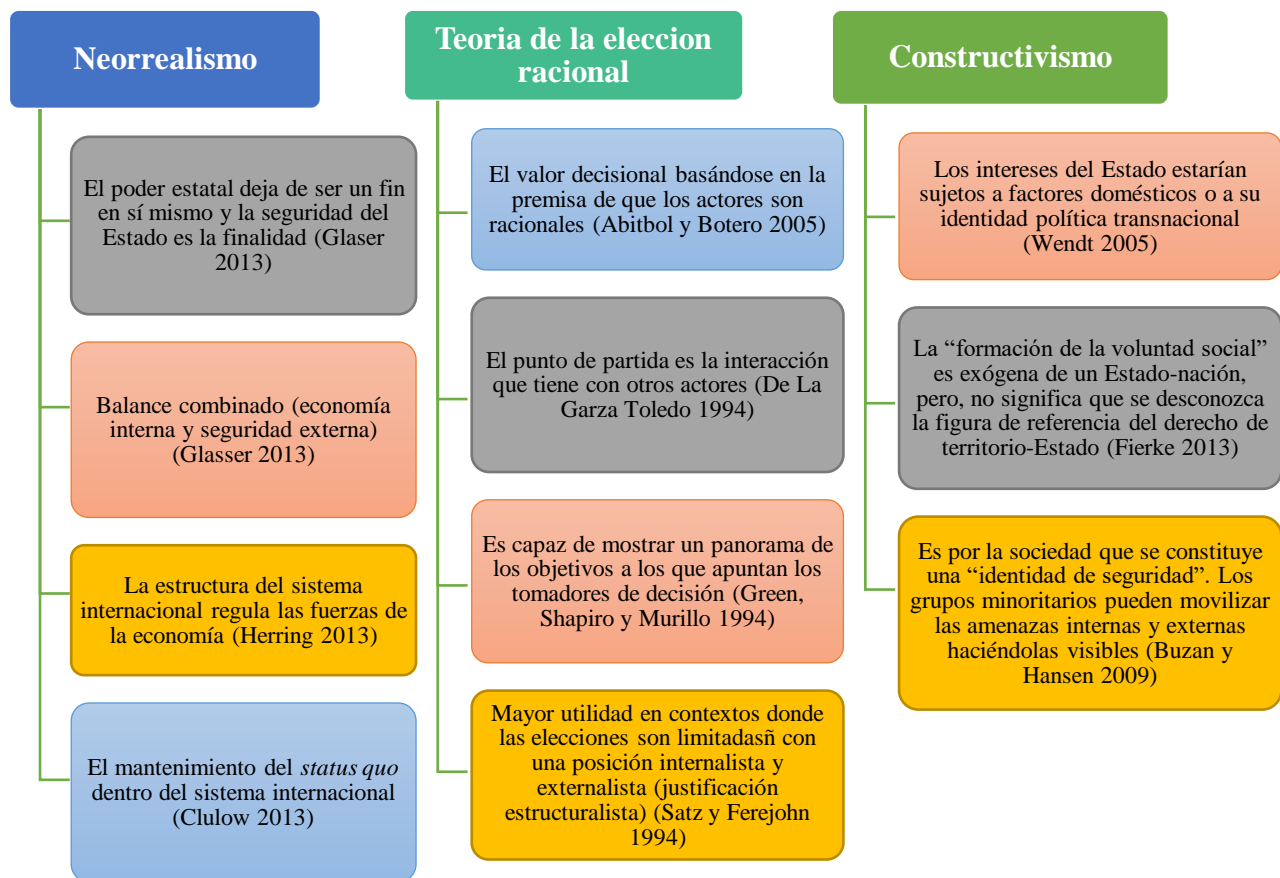 Neorrealismo
El poder estatal deja de ser un fin
en sí mismo y la seguridad del
Estado es la finalidad (Glaser
2013)
Balance combinado (economía
interna y seguridad externa)
(Glasser 2013)
La estructura del sistema
internacional regula las fuerzas de
la economía (Herring 2013)
El mantenimiento del status quo
dentro del sistema internacional
(Clulow 2013)
Teoria de la eleccion
racional
El valor decisional basándose en la
premisa de que los actores son
racionales (Abitbol y Botero 2005)
El punto de partida es la interacción
que tiene con otros actores (De La
Garza Toledo 1994)
Es capaz de mostrar un panorama de
los objetivos a los que apuntan los
tomadores de decisión (Green,
Shapiro y Murillo 1994)
Mayor utilidad en contextos donde
las elecciones son limitadasñ con
una posición internalista y
externalista (justificación
estructuralista) (Satz y Ferejohn
1994)
Constructivismo
Los intereses del Estado estarían
sujetos a factores domésticos o a su
identidad política transnacional
(Wendt 2005)
La “formación de la voluntad social”
es exógena de un Estado-nación,
pero, no significa que se desconozca
la figura de referencia del derecho de
territorio-Estado (Fierke 2013)
Es por la sociedad que se constituye
una “identidad de seguridad”. Los
grupos minoritarios pueden movilizar
las amenazas internas y externas
haciéndolas visibles (Buzan y
Hansen 2009)